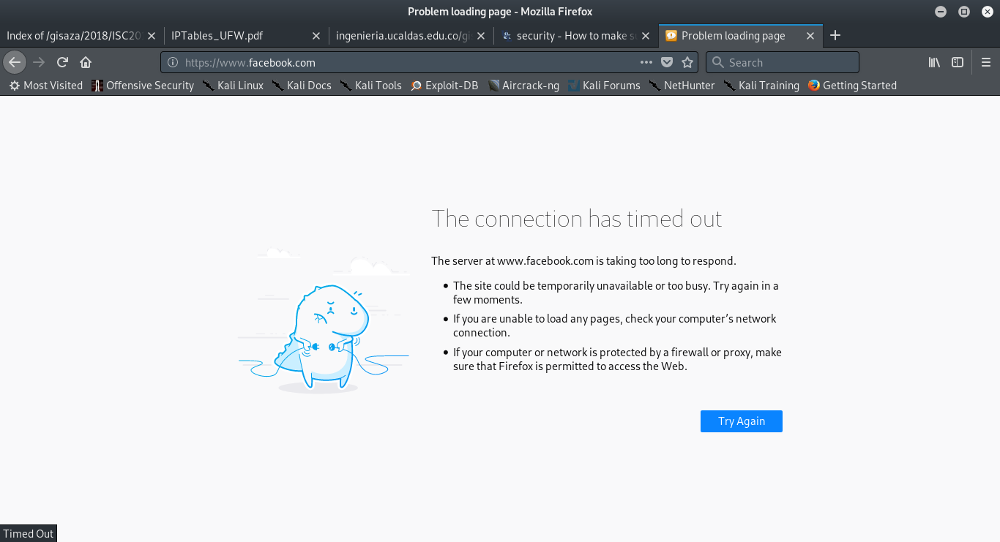 Problem loading page - Mozilla Firefox
Index of /gisaza/2018/ISC20
IPTables_UFW.pdf
ingenieria.ucaldas.edu.co/gi
security - How to make s
Problem loading page
https://www.facebook.com
Search
Most Visited
Offensive Security
Kali Linux
Kali Docs
Kali Tools
Exploit-DB
Aircrack-ng
Kali Forums
NetHunter
Kali Training
Getting Started
The connection has timed out
The server at www.facebook.com is taking too long to respond.
• The site could be temporarily unavailable or too busy. Try again in a
few moments.
• If you are unable to load any pages, check your computer’s network
connection.
• If your computer or network is protected by a firewall or proxy, make
sure that Firefox is permitted to access the Web.
Try Again
Timed Out